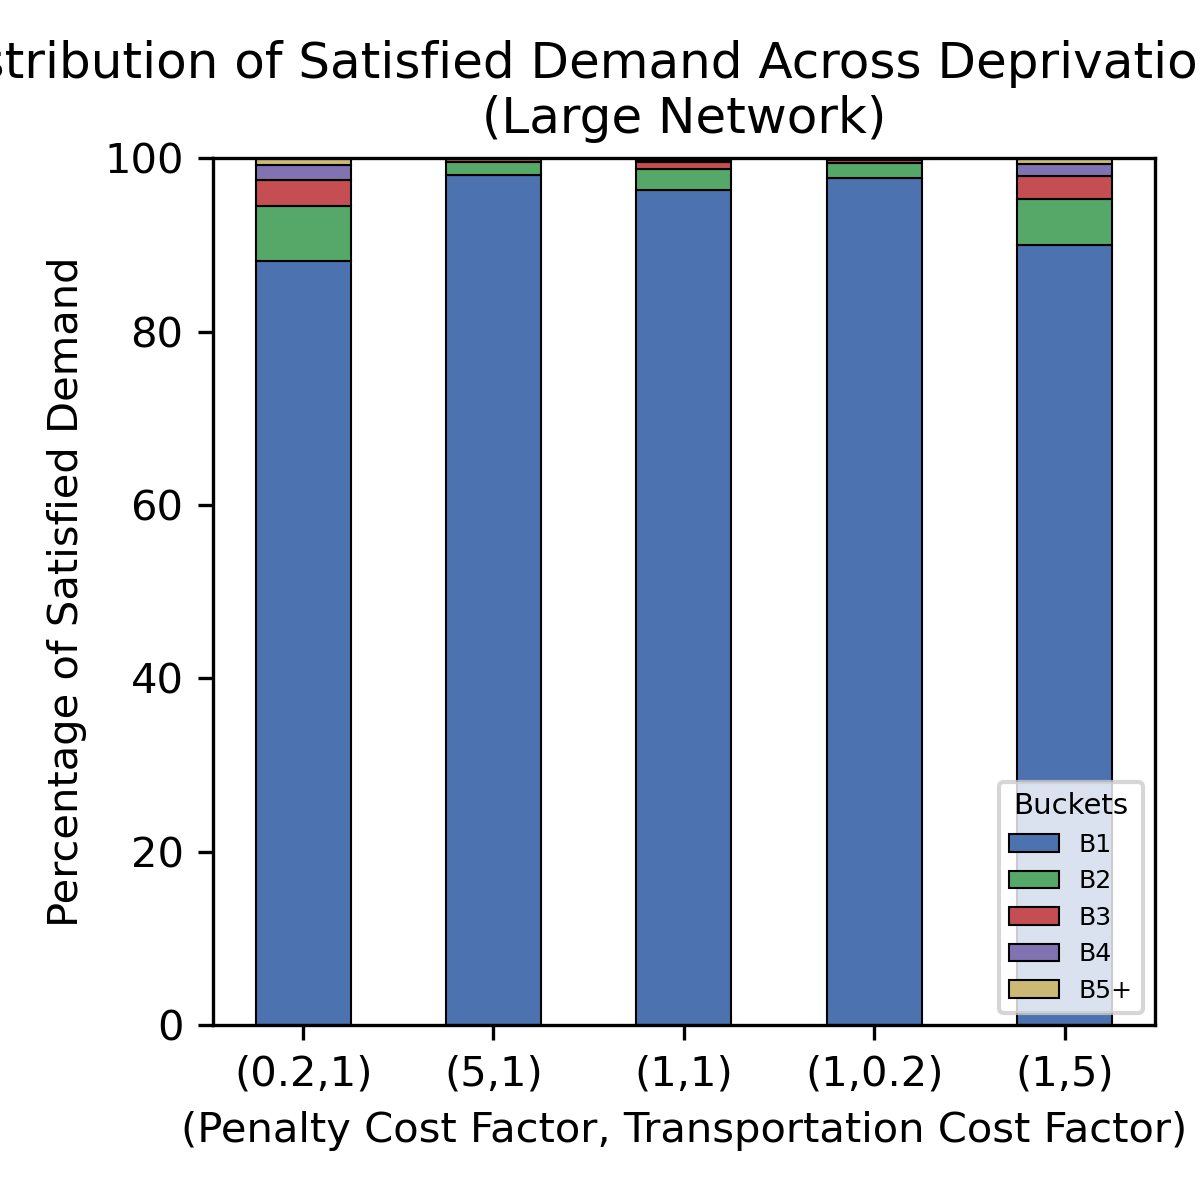 stribution of Satisfied Demand Across Deprivatio
(Large Network)
Percentage of Satisfied Demand
100
80
60
40
20
0
Buckets
B1
B2
B3
B4
B5+
(0.2,1) (5,1) (1,1) (1,0.2) (1,5)
(Penalty Cost Factor, Transportation Cost Factor)